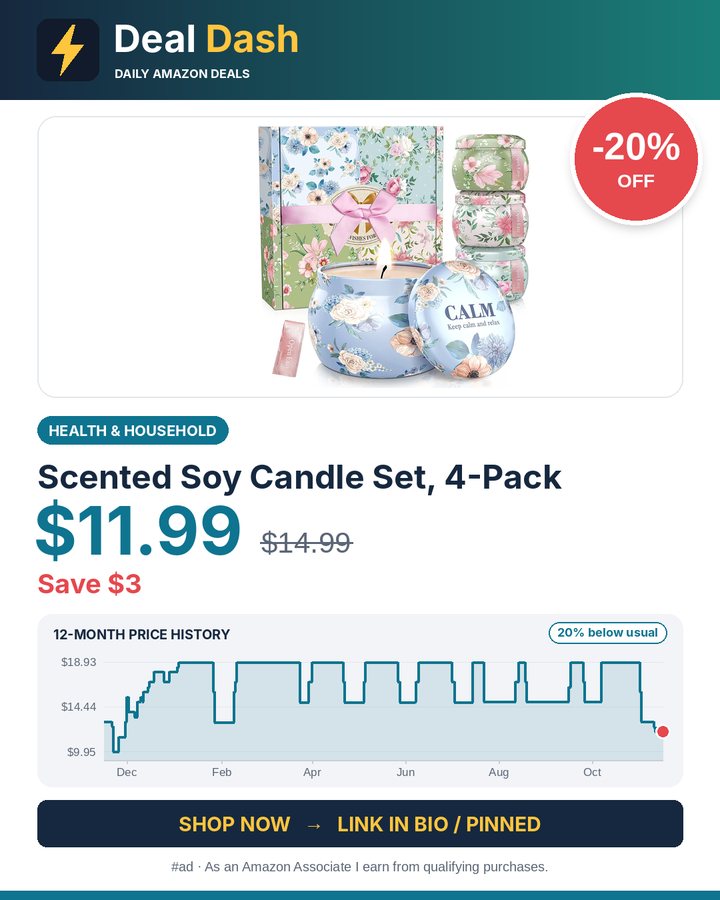 Deal Dash
DAILY AMAZON DEALS
-20%
OFF
CALM
Keep calm and relax
HEALTH & HOUSEHOLD
Scented Soy Candle Set, 4-Pack
$11.99 $14.99
Save $3
12-MONTH PRICE HISTORY
20% below usual
$18.93
$14.44
$9.95
Dec Feb Apr Jun Aug Oct
SHOP NOW → LINK IN BIO / PINNED
#ad · As an Amazon Associate I earn from qualifying purchases.